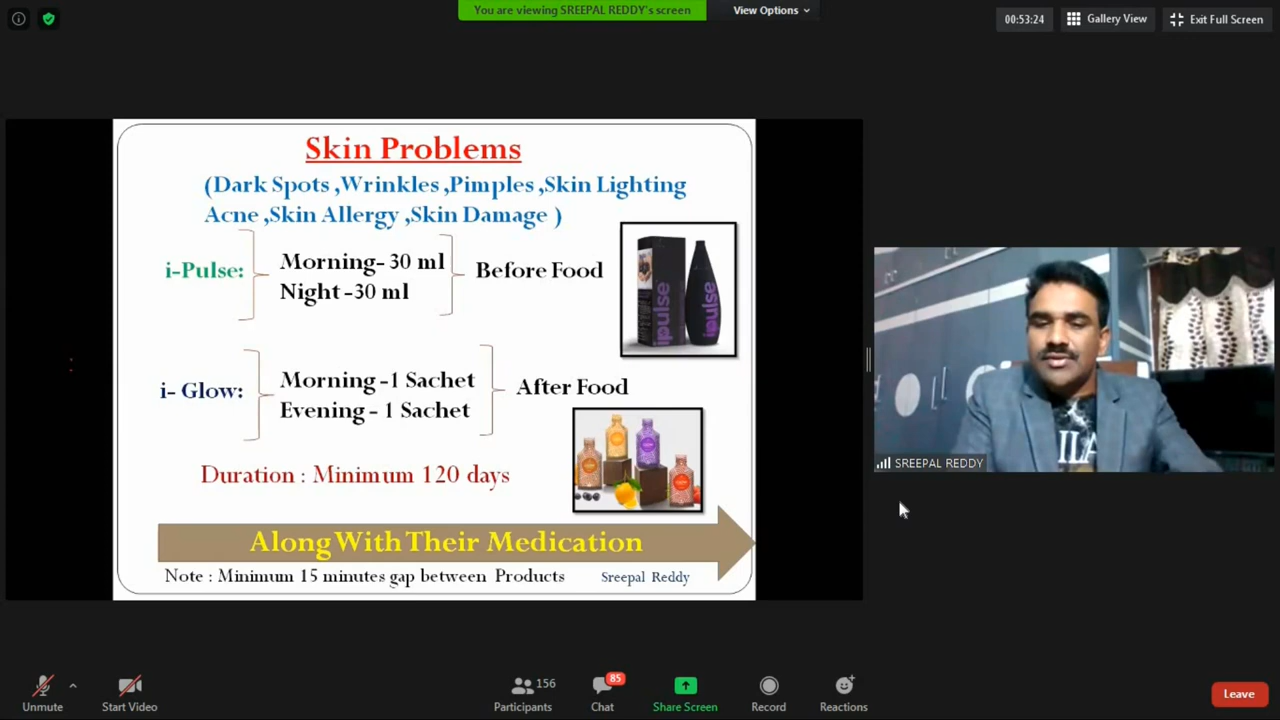 You are viewing SREEPAL REDDY's screen
View Options
00:53:24
Gallery View
Exit Full Screen
Skin Problems
(Dark Spots ,Wrinkles ,Pimples ,Skin Lighting
Acne ,Skin Allergy ,Skin Damage )
i-Pulse:
Morning- 30 ml
Night -30 ml
Before Food
ipulse
ipulse
i- Glow:
Morning -1 Sachet
Evening - 1 Sachet
After Food
Duration : Minimum 120 days
Along With Their Medication
Note : Minimum 15 minutes gap between Products
Sreepal Reddy
SREEPAL REDDY
Unmute
Start Video
156
Participants
85
Chat
Share Screen
Record
Reactions
Leave